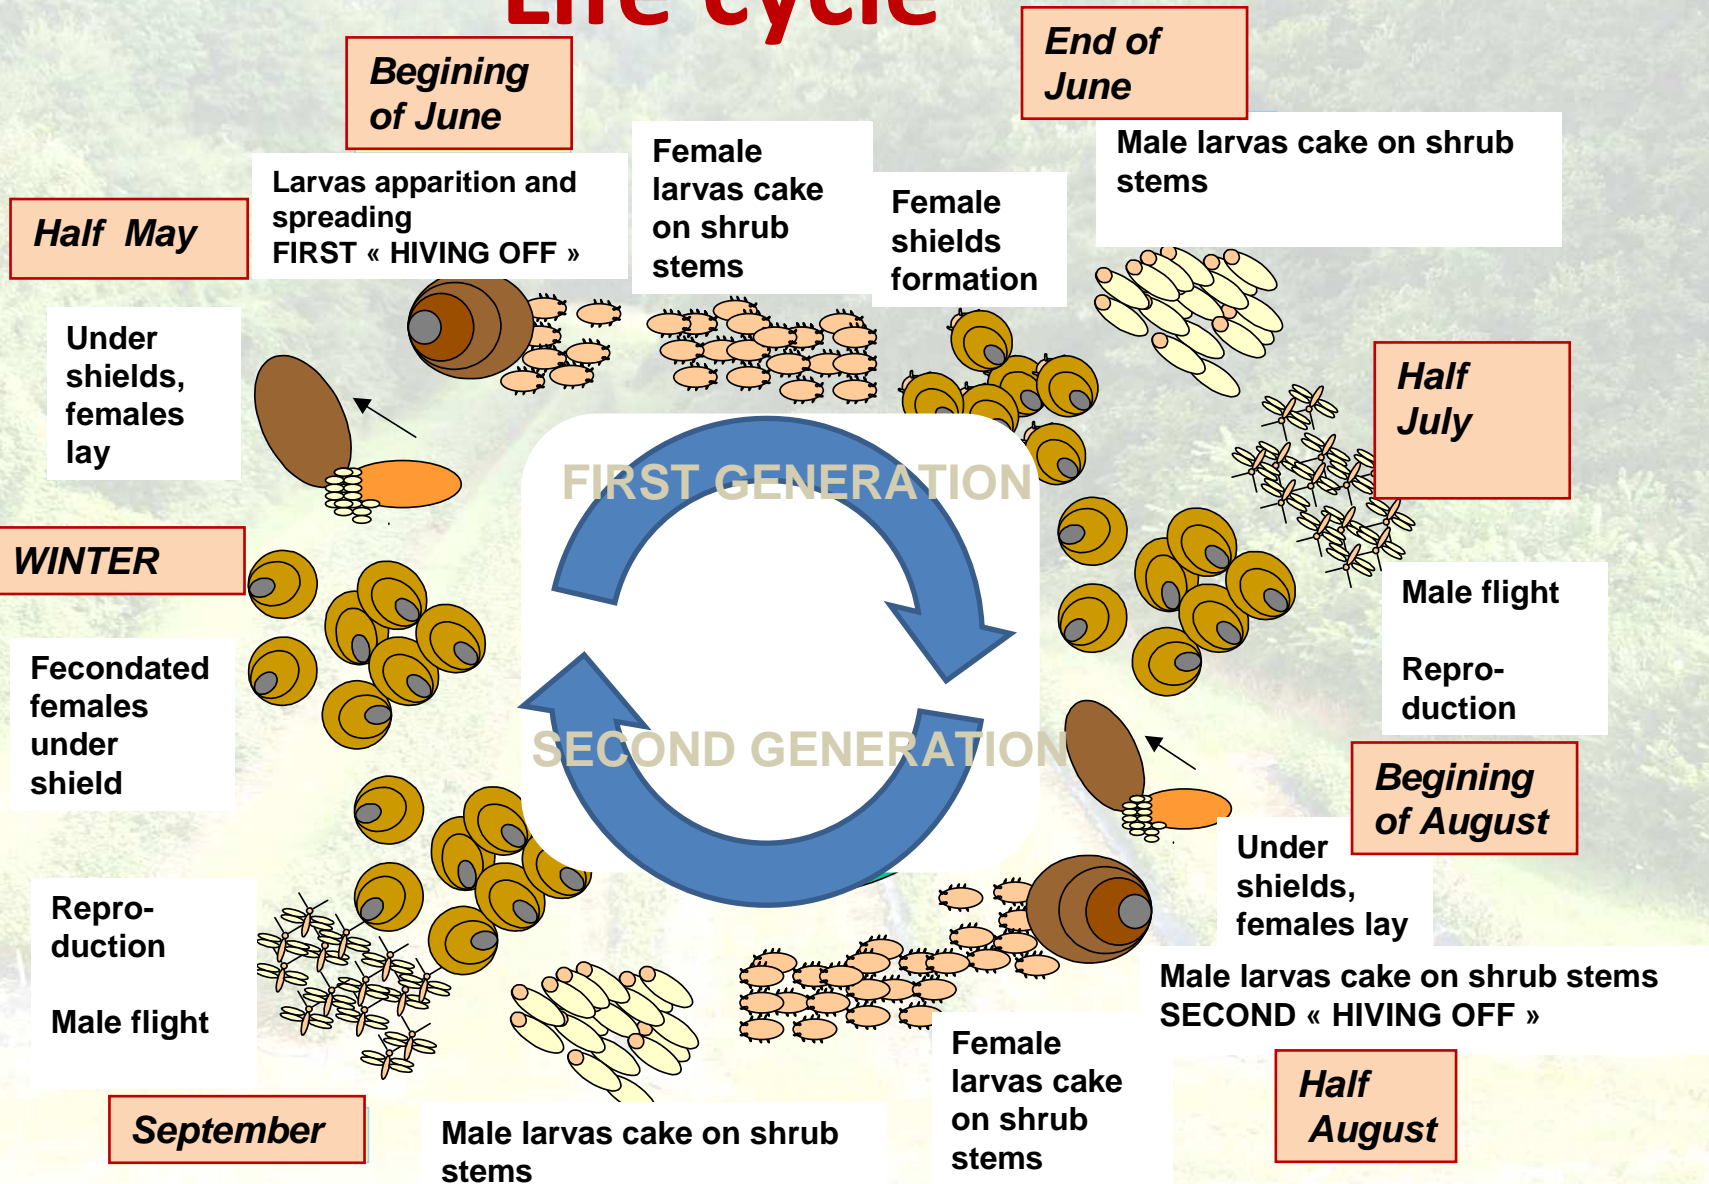 Life cycle
Begining
of June
End of
June
Male larvas cake on shrub
stems
Female
larvas cake
on shrub
stems
Larvas apparition and
spreading
FIRST « HIVING OFF »
Female
shields
formation
Half  May
Under
shields,
females
lay
Half
July
FIRST GENERATION
WINTER
Male flight
Repro-
duction
Fecondated
females
under
shield
SECOND GENERATION
Begining
of August
Under
shields,
females lay
Repro-
duction
Male flight
Male larvas cake on shrub stems
SECOND « HIVING OFF »
Female
larvas cake
on shrub
stems
Half
August
September
Male larvas cake on shrub
stems